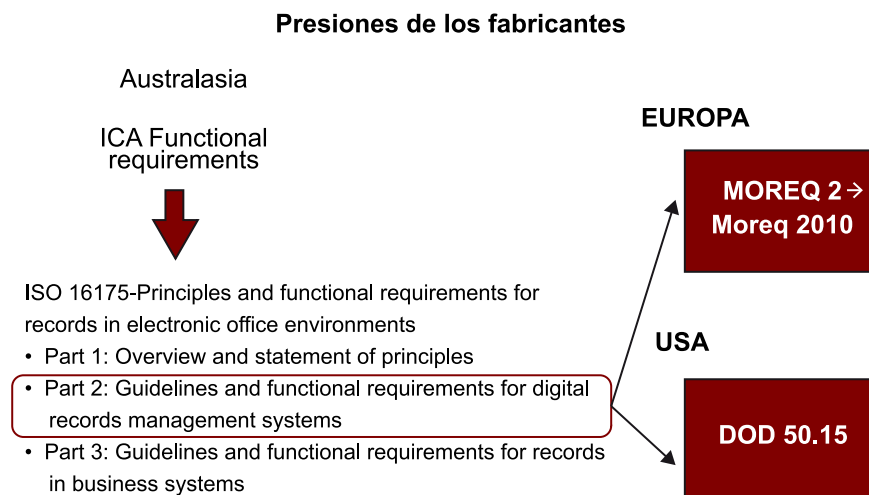 Presiones de los fabricantes
Australasia
ICA Functional
requirements
ISO 16175-Principles and functional requirements for
records in electronic office environments
• Part 1: Overview and statement of principles
• Part 2: Guidelines and functional requirements for digital
records management systems
• Part 3: Guidelines and functional requirements for records
in business systems
EUROPA
MOREQ 2 →
Moreq 2010
USA
DOD 50.15